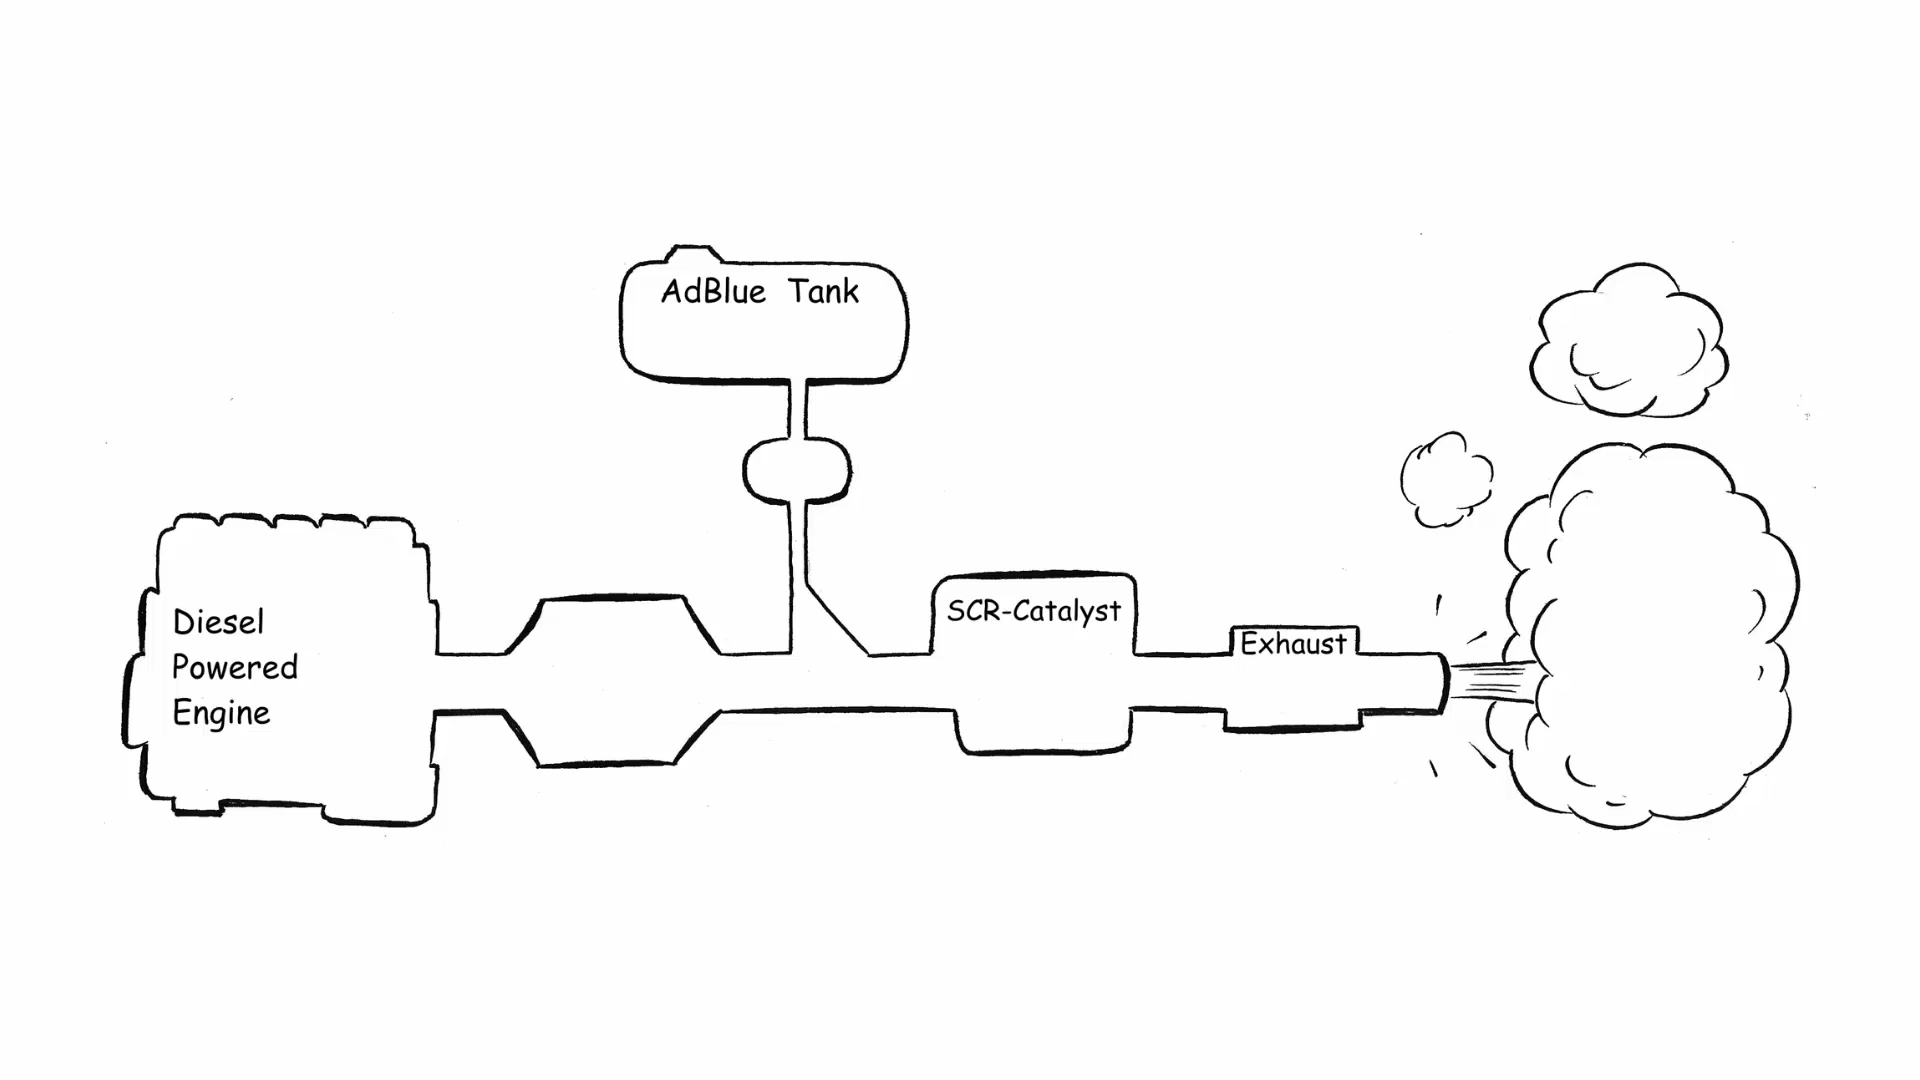 AdBlue Tank
Diesel
Powered
Engine
SCR-Catalyst
Exhaust